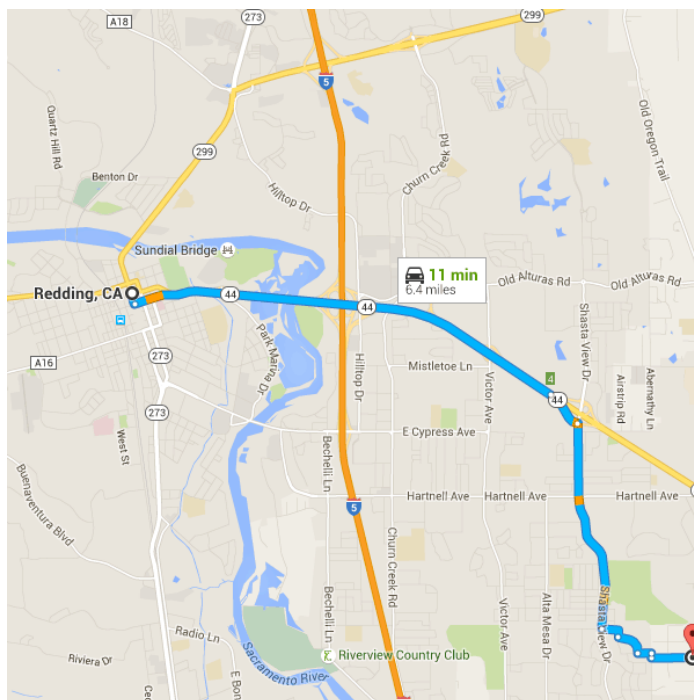 A18
273
299
5
Old Oregon Trail
Quartz Hill Rd
299
Churn Creek Rd
Benton Dr
Hilltop Dr
Sundial Bridge
11 min
6.4 miles
Old Alturas Rd
Old Alturas Rd
Redding, CA
44
44
Shasta View Dr
Park Marina Dr
A16
273
Hilltop Dr
Mistletoe Ln
4
Victor Ave
44
Airstrip Rd
Abernathy Ln
273
West St
E Cypress Ave
Bechelli Ln
Buenaventura Blvd
5
Hartnell Ave
Hartnell Ave
Hartnell Ave
Churn Creek Rd
Bechelli Ln
Victor Ave
Alta Mesa Dr
Shasta View Dr
Radio Ln
Riviera Dr
Sacramento River
Riverview Country Club